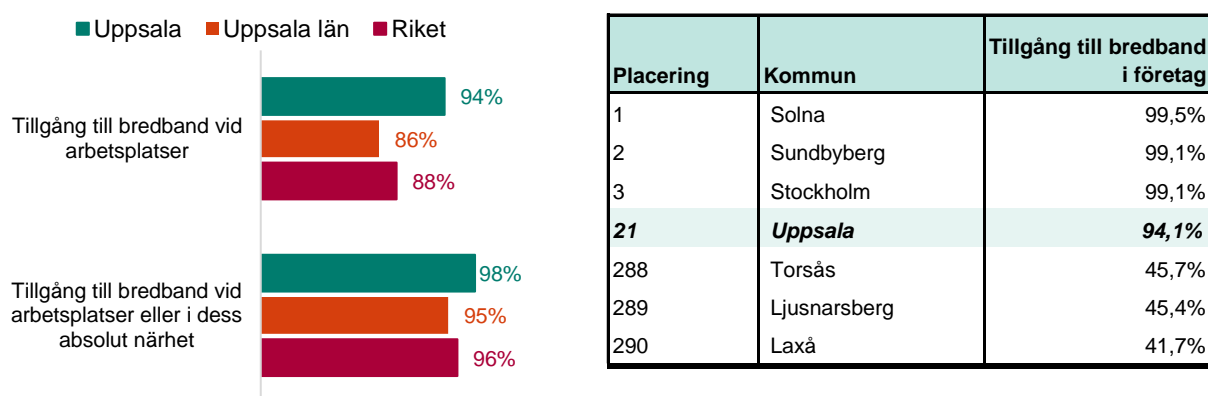 Uppsala Uppsala län Riket
Tillgång till bredband vid
arbetsplatser
94%
86%
88%
Tillgång till bredband vid
arbetsplatser eller i dess
absolut närhet
98%
95%
96%
Placering Kommun Tillgång till bredband
i företag
1 Solna 99,5%
2 Sundbyberg 99,1%
3 Stockholm 99,1%
21 Uppsala 94,1%
288 Torsås 45,7%
289 Ljusnarsberg 45,4%
290 Laxå 41,7%